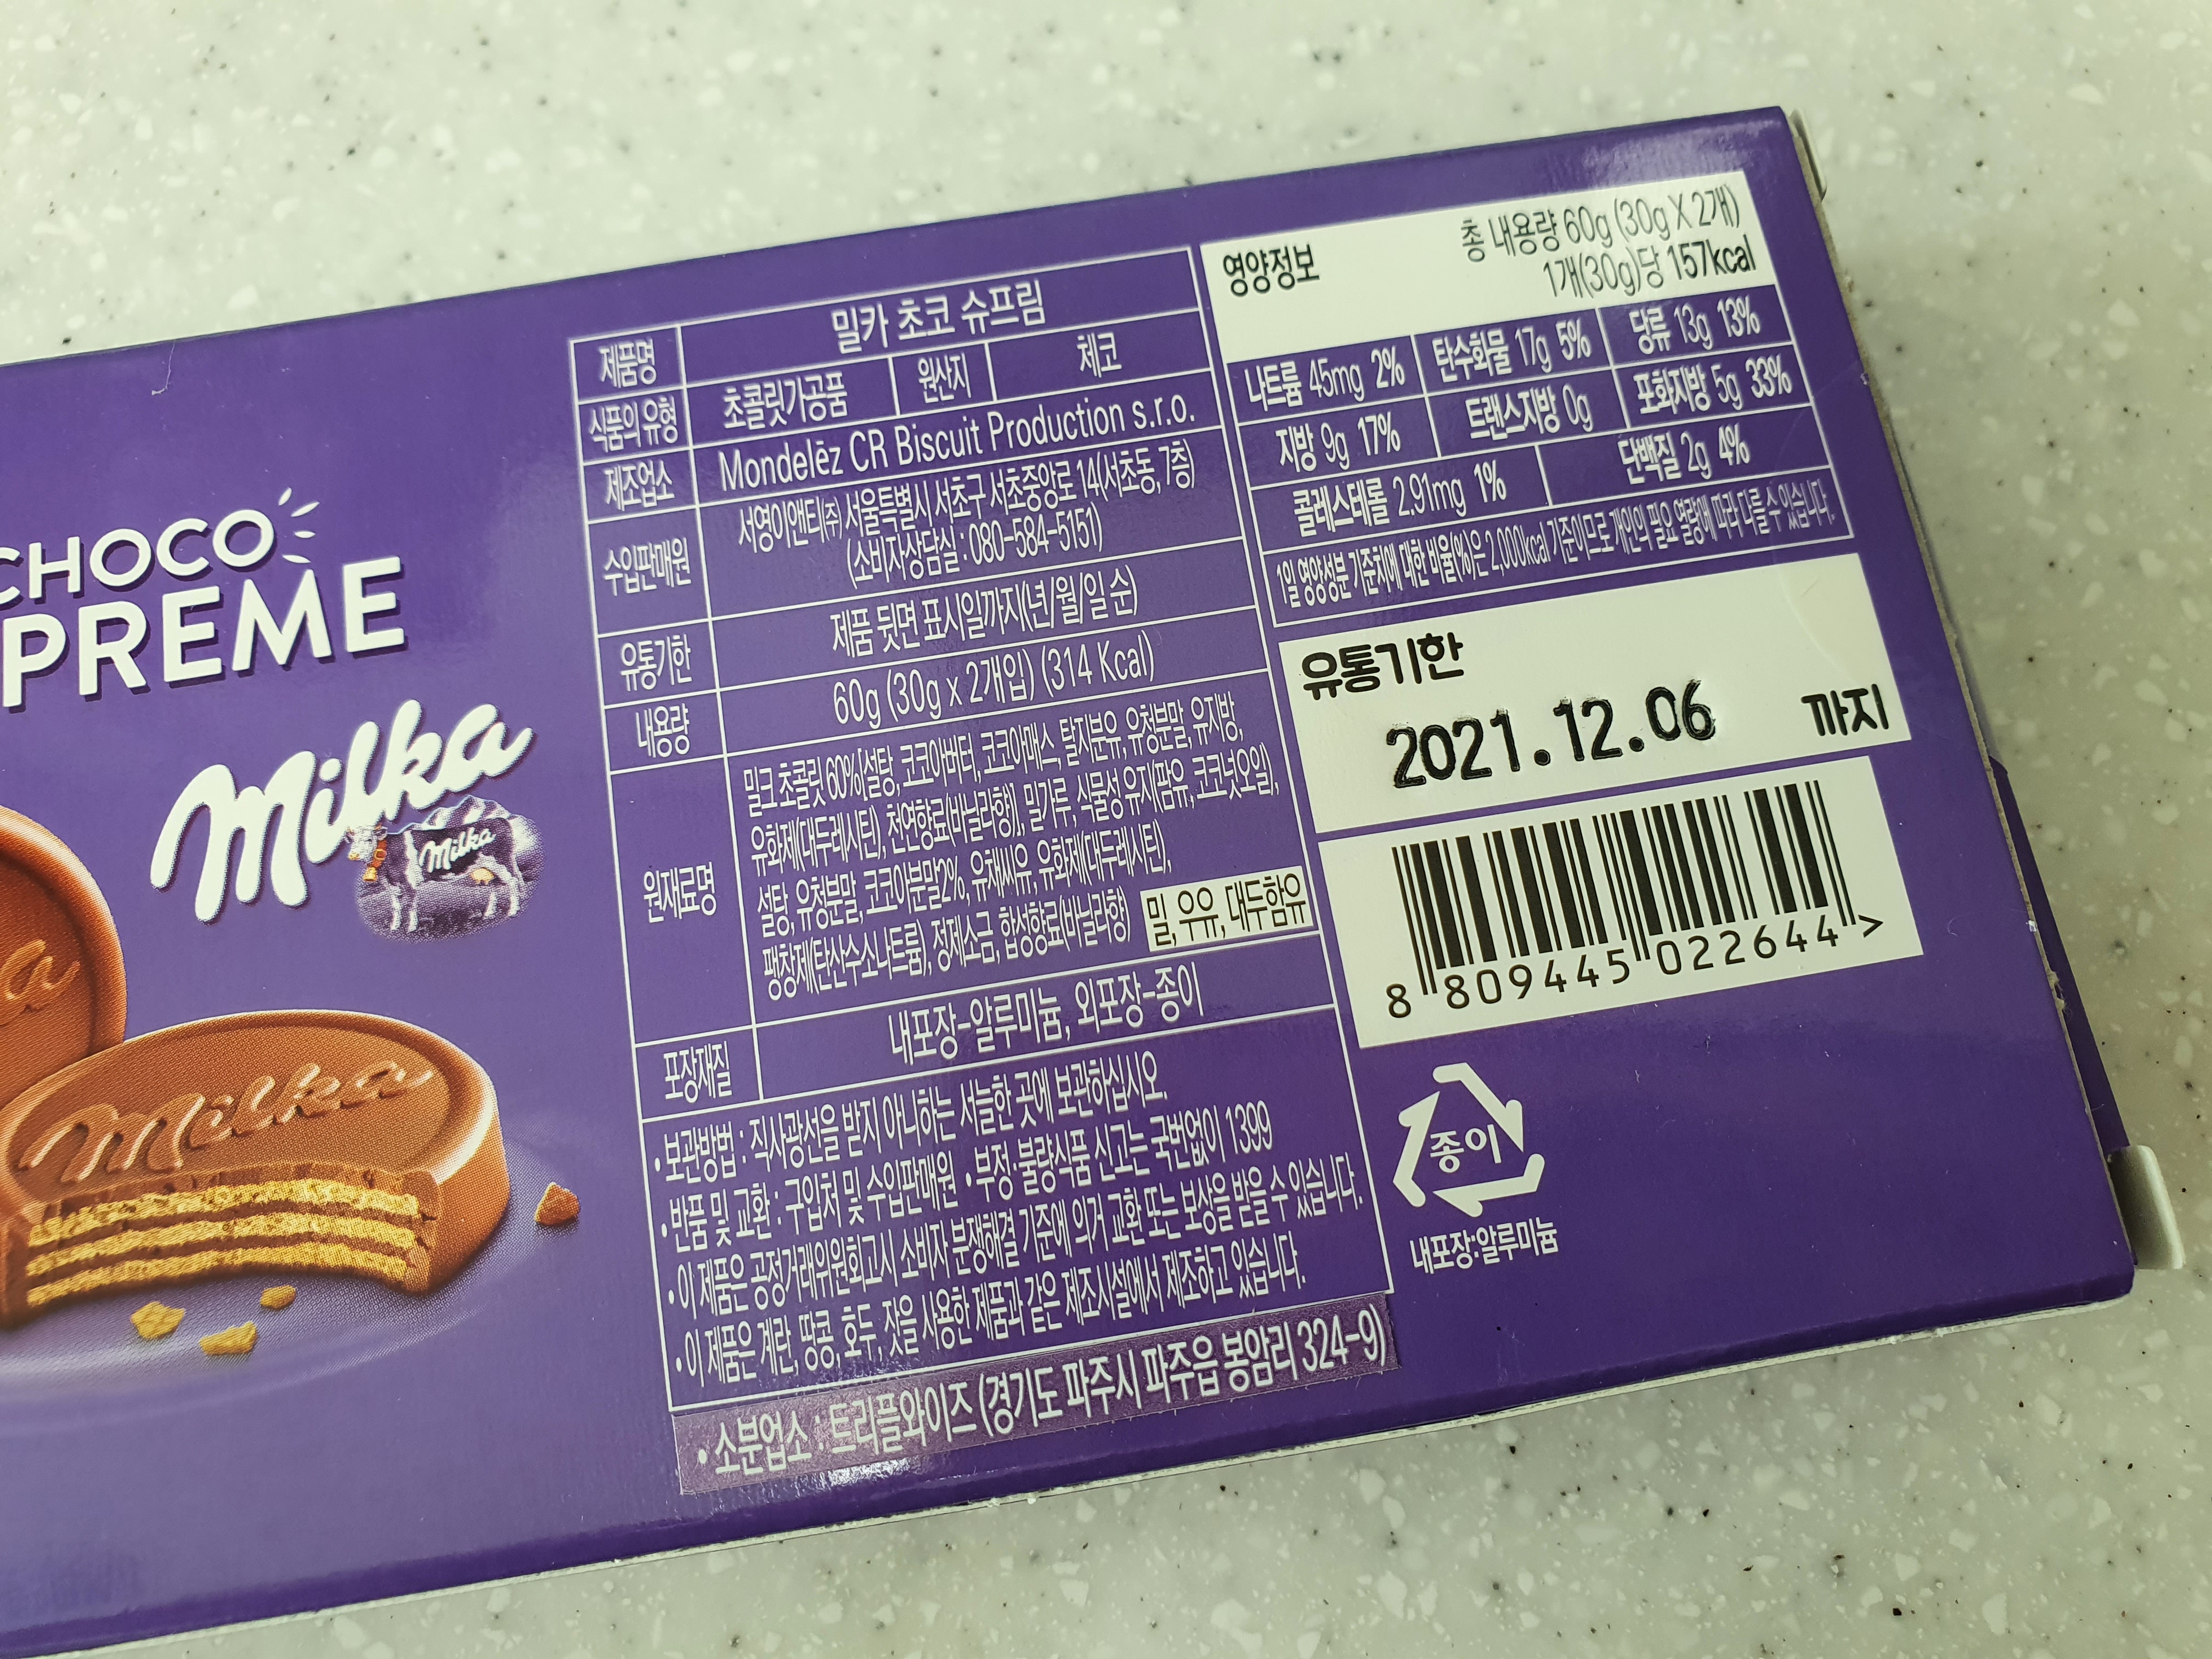 CHOCO
PREME
Milka
Milka
Milka
제품명 밀카 초코 슈프림
식품의 유형 초콜릿가공품 원산지 체코
제조업소 Mondelēz CR Biscuit Production s.r.o.
수입판매원 서영이앤티(주) 서울특별시 서초구 서초중앙로 14(서초동, 7층)
(소비자상담실 : 080-584-5151)
유통기한 제품 뒷면 표시일까지(년/월/일 순)
내용량 60g (30g x 2개입) (314 Kcal)
원재료명 밀크 초콜릿 60%[설탕, 코코아버터, 코코아매스, 탈지분유, 유청분말, 유지방,
유화제(대두레시틴), 천연향료(바닐라향)], 밀가루, 식물성 유지(팜유, 코코넛오일),
설탕, 유청분말, 코코아분말2%, 유채씨유, 유화제(대두레시틴),
팽창제(탄산수소나트륨), 정제소금, 합성향료(바닐라향) 밀, 우유, 대두함유
포장재질 내포장-알루미늄, 외포장-종이
• 보관방법 : 직사광선을 받지 아니하는 서늘한 곳에 보관하십시오.
• 반품 및 교환 : 구입처 및 수입판매원 • 부정·불량식품 신고는 국번없이 1399
• 이 제품은 공정거래위원회고시 소비자 분쟁해결 기준에 의거 교환 또는 보상을 받을 수 있습니다.
• 이 제품은 계란, 땅콩, 호두, 잣을 사용한 제품과 같은 제조시설에서 제조하고 있습니다.
• 소분업소 : 트리플와이즈 (경기도 파주시 파주읍 봉암리 324-9)
영양정보
총 내용량 60g (30g X 2개)
1개(30g)당 157kcal
나트륨 45mg 2% 탄수화물 17g 5% 당류 13g 13%
지방 9g 17% 트랜스지방 0g 포화지방 5g 33%
콜레스테롤 2.91mg 1% 단백질 2g 4%
1일 영양성분 기준치에 대한 비율(%)은 2,000kcal 기준이므로 개인의 필요 열량에 따라 다를 수 있습니다.
유통기한
2021.12.06 까지
8 809445 022644 >
종이
내포장:알루미늄